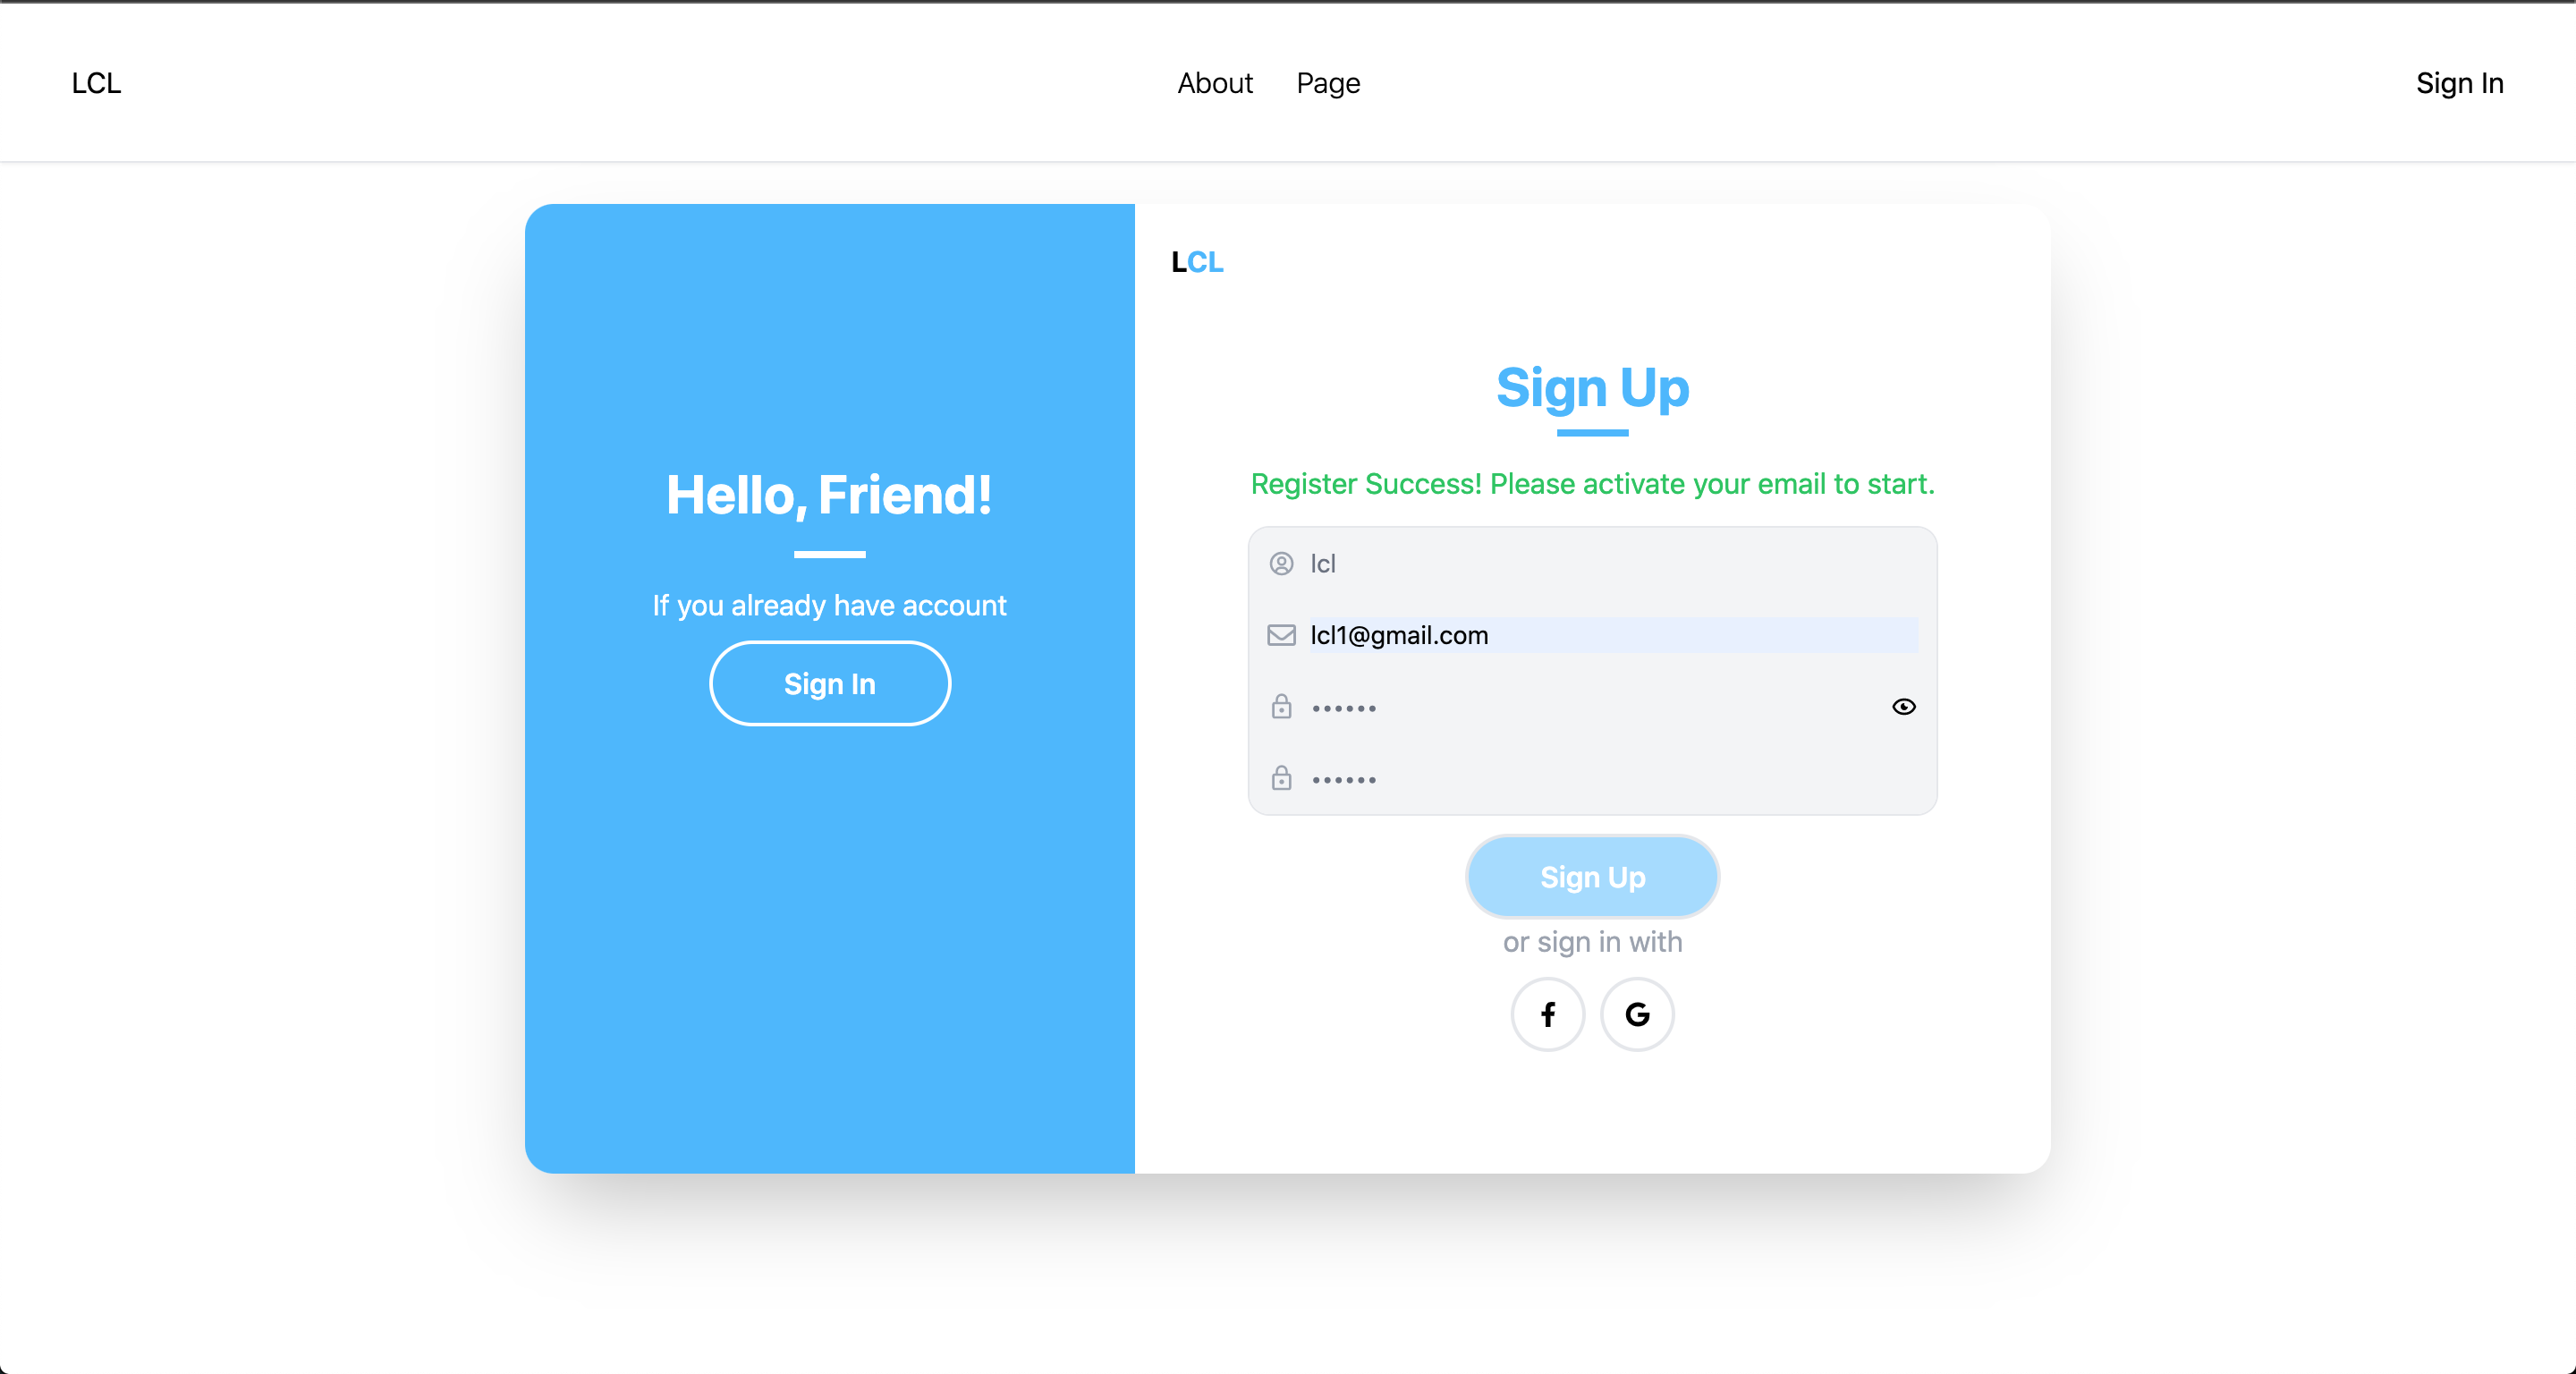 LCL
About
Page
Sign In
Hello, Friend!
If you already have account
Sign In
LCL
Sign Up
Register Success! Please activate your email to start.
lcl
lcl1@gmail.com
••••••
••••••
Sign Up
or sign in with